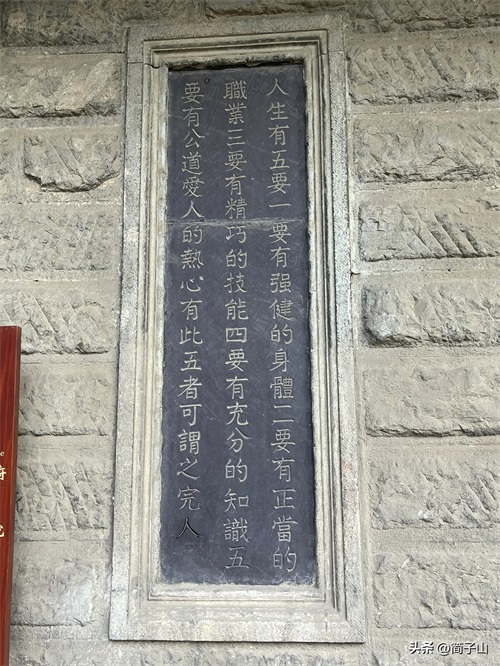 人生有五要一要有强健的身體二要有正當的
職業三要有精巧的技能四要有充分的知識五
要有公道愛人的熱心有此五者可謂之完人
头条 @简子山